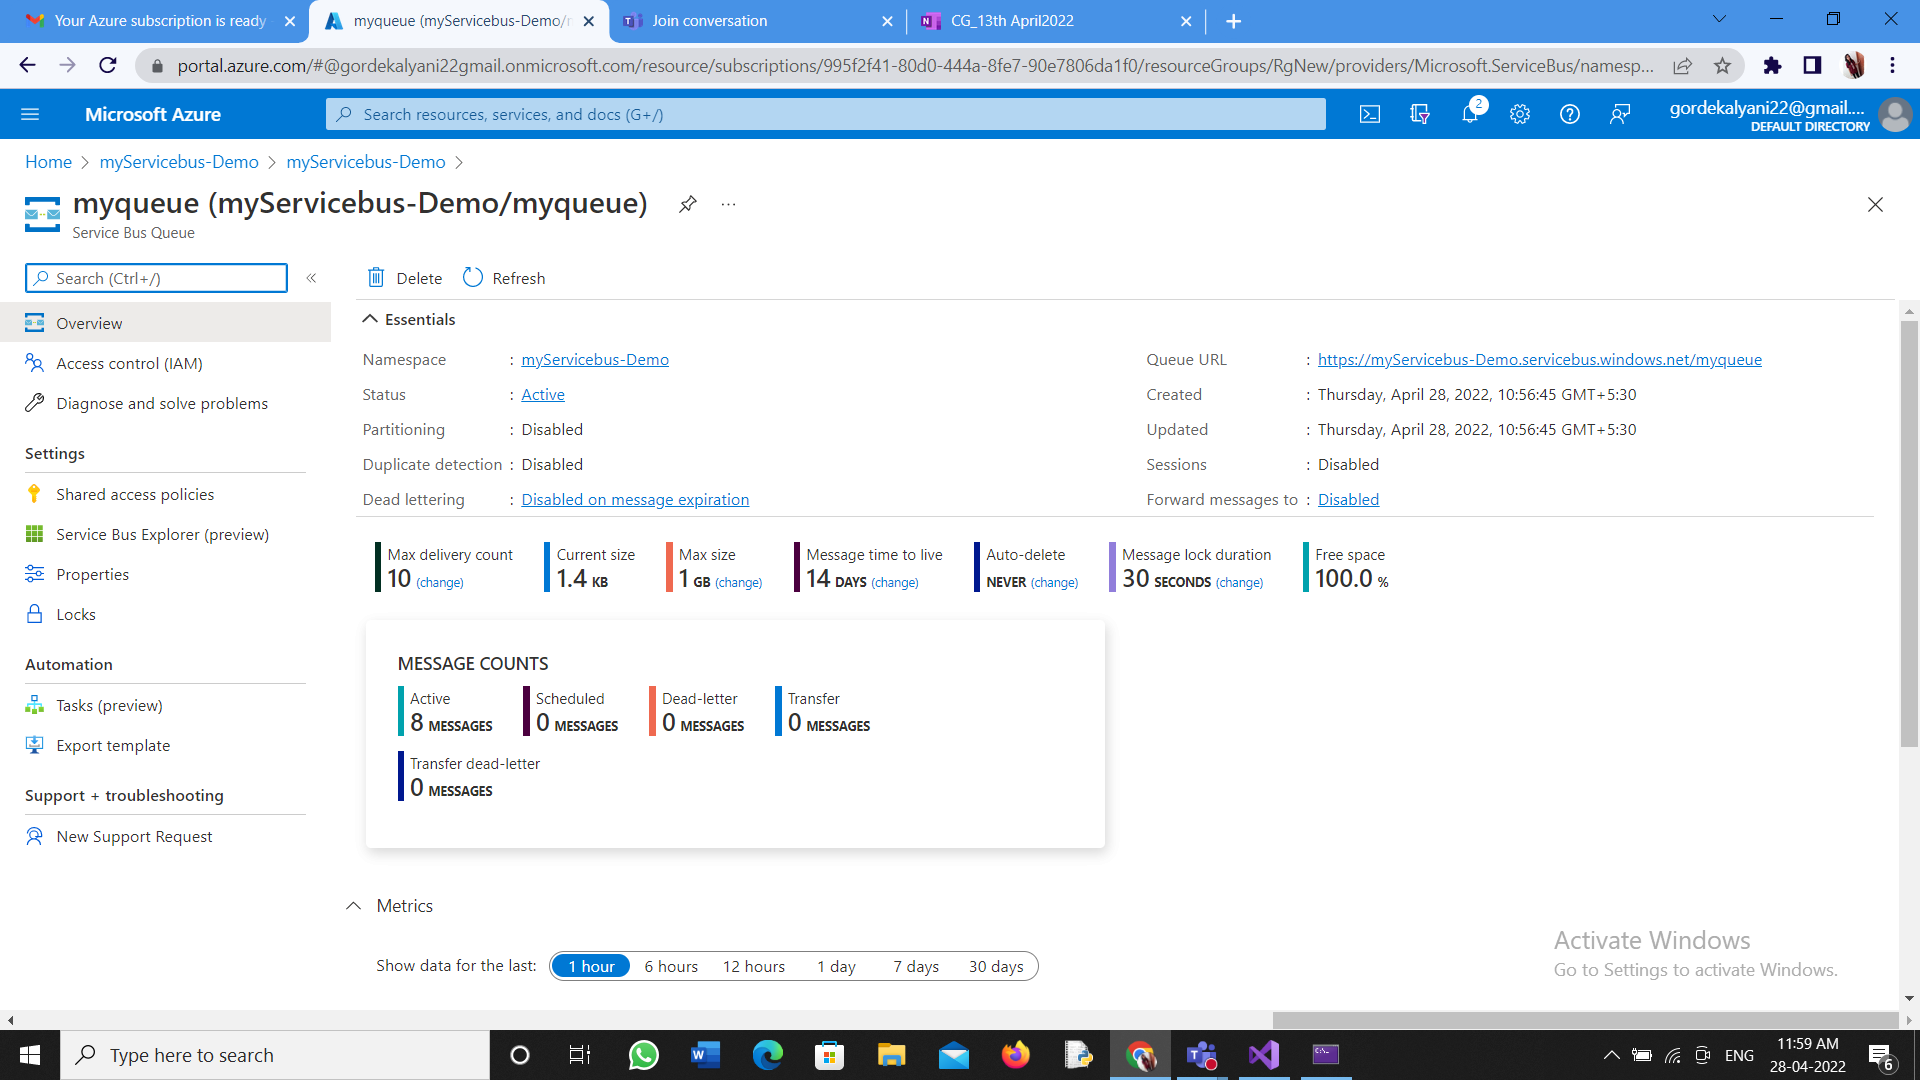 Your Azure subscription is ready
myqueue (myServicebus-Demo/m
Join conversation
CG_13th April2022
portal.azure.com/#@gordekalyani22gmail.onmicrosoft.com/resource/subscriptions/995f2f41-80d0-444a-8fe7-90e7806da1f0/resourceGroups/RgNew/providers/Microsoft.ServiceBus/namesp...
Microsoft Azure
Search resources, services, and docs (G+/)
2
gordekalyani22@gmail....
DEFAULT DIRECTORY
Home > myServicebus-Demo > myServicebus-Demo >
myqueue (myServicebus-Demo/myqueue)
...
Service Bus Queue
Search (Ctrl+/)
«
Delete
Refresh
Overview
Access control (IAM)
Diagnose and solve problems
Settings
Shared access policies
Service Bus Explorer (preview)
Properties
Locks
Automation
Tasks (preview)
Export template
Support + troubleshooting
New Support Request
Essentials
Namespace : myServicebus-Demo
Status : Active
Partitioning : Disabled
Duplicate detection : Disabled
Dead lettering : Disabled on message expiration
Queue URL : https://myServicebus-Demo.servicebus.windows.net/myqueue
Created : Thursday, April 28, 2022, 10:56:45 GMT+5:30
Updated : Thursday, April 28, 2022, 10:56:45 GMT+5:30
Sessions : Disabled
Forward messages to : Disabled
Max delivery count
10 (change)
Current size
1.4 KB
Max size
1 GB (change)
Message time to live
14 DAYS (change)
Auto-delete
NEVER (change)
Message lock duration
30 SECONDS (change)
Free space
100.0 %
MESSAGE COUNTS
Active
8 MESSAGES
Scheduled
0 MESSAGES
Dead-letter
0 MESSAGES
Transfer
0 MESSAGES
Transfer dead-letter
0 MESSAGES
Metrics
Show data for the last:
1 hour
6 hours
12 hours
1 day
7 days
30 days
Activate Windows
Go to Settings to activate Windows.
Type here to search
ENG
11:59 AM
28-04-2022
6